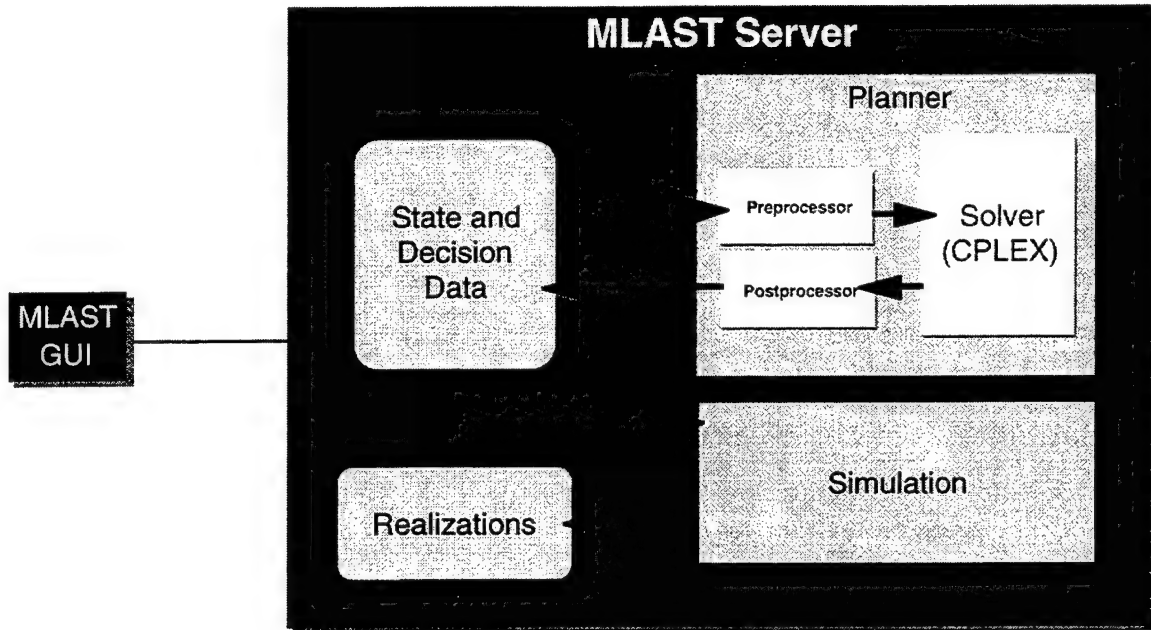 MLAST Server
Planner
Preprocessor
Solver
(CPLEX)
Postprocessor
State and
Decision
Data
MLAST
GUI
Simulation
Realizations